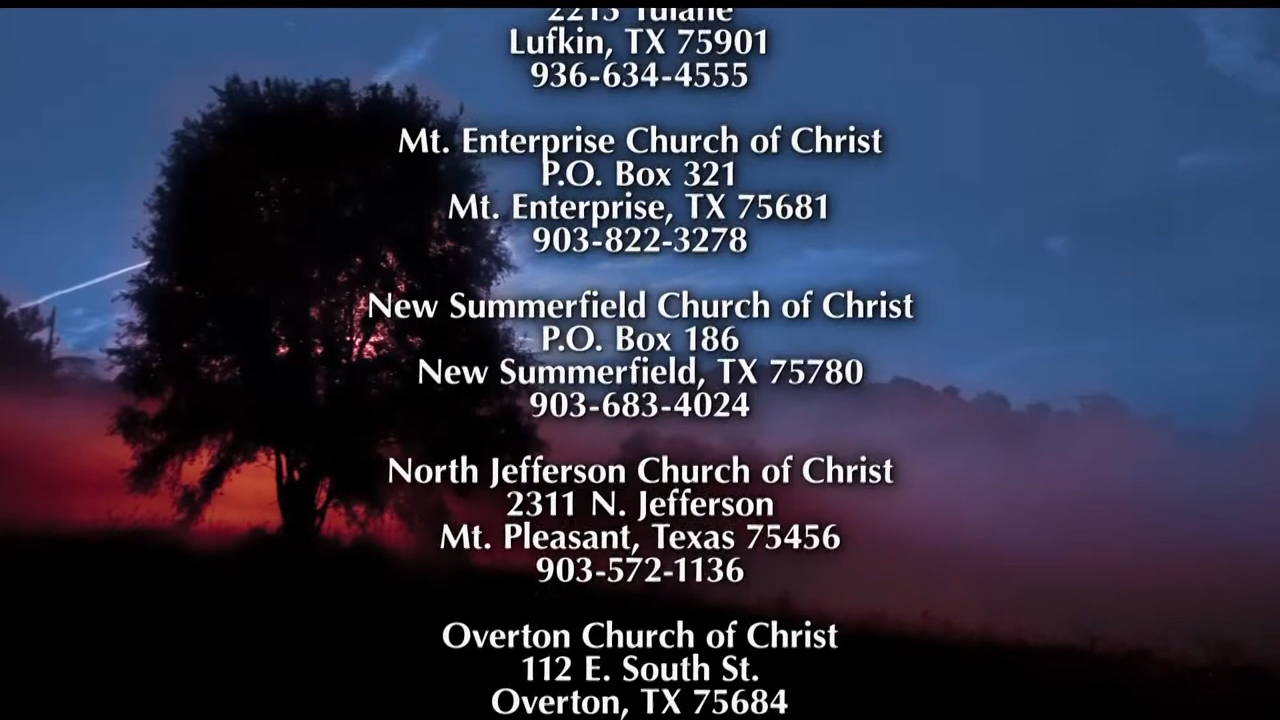 2213 Tulane
Lufkin, TX 75901
936-634-4555
Mt. Enterprise Church of Christ
P.O. Box 321
Mt. Enterprise, TX 75681
903-822-3278
New Summerfield Church of Christ
P.O. Box 186
New Summerfield, TX 75780
903-683-4024
North Jefferson Church of Christ
2311 N. Jefferson
Mt. Pleasant, Texas 75456
903-572-1136
Overton Church of Christ
112 E. South St.
Overton, TX 75684